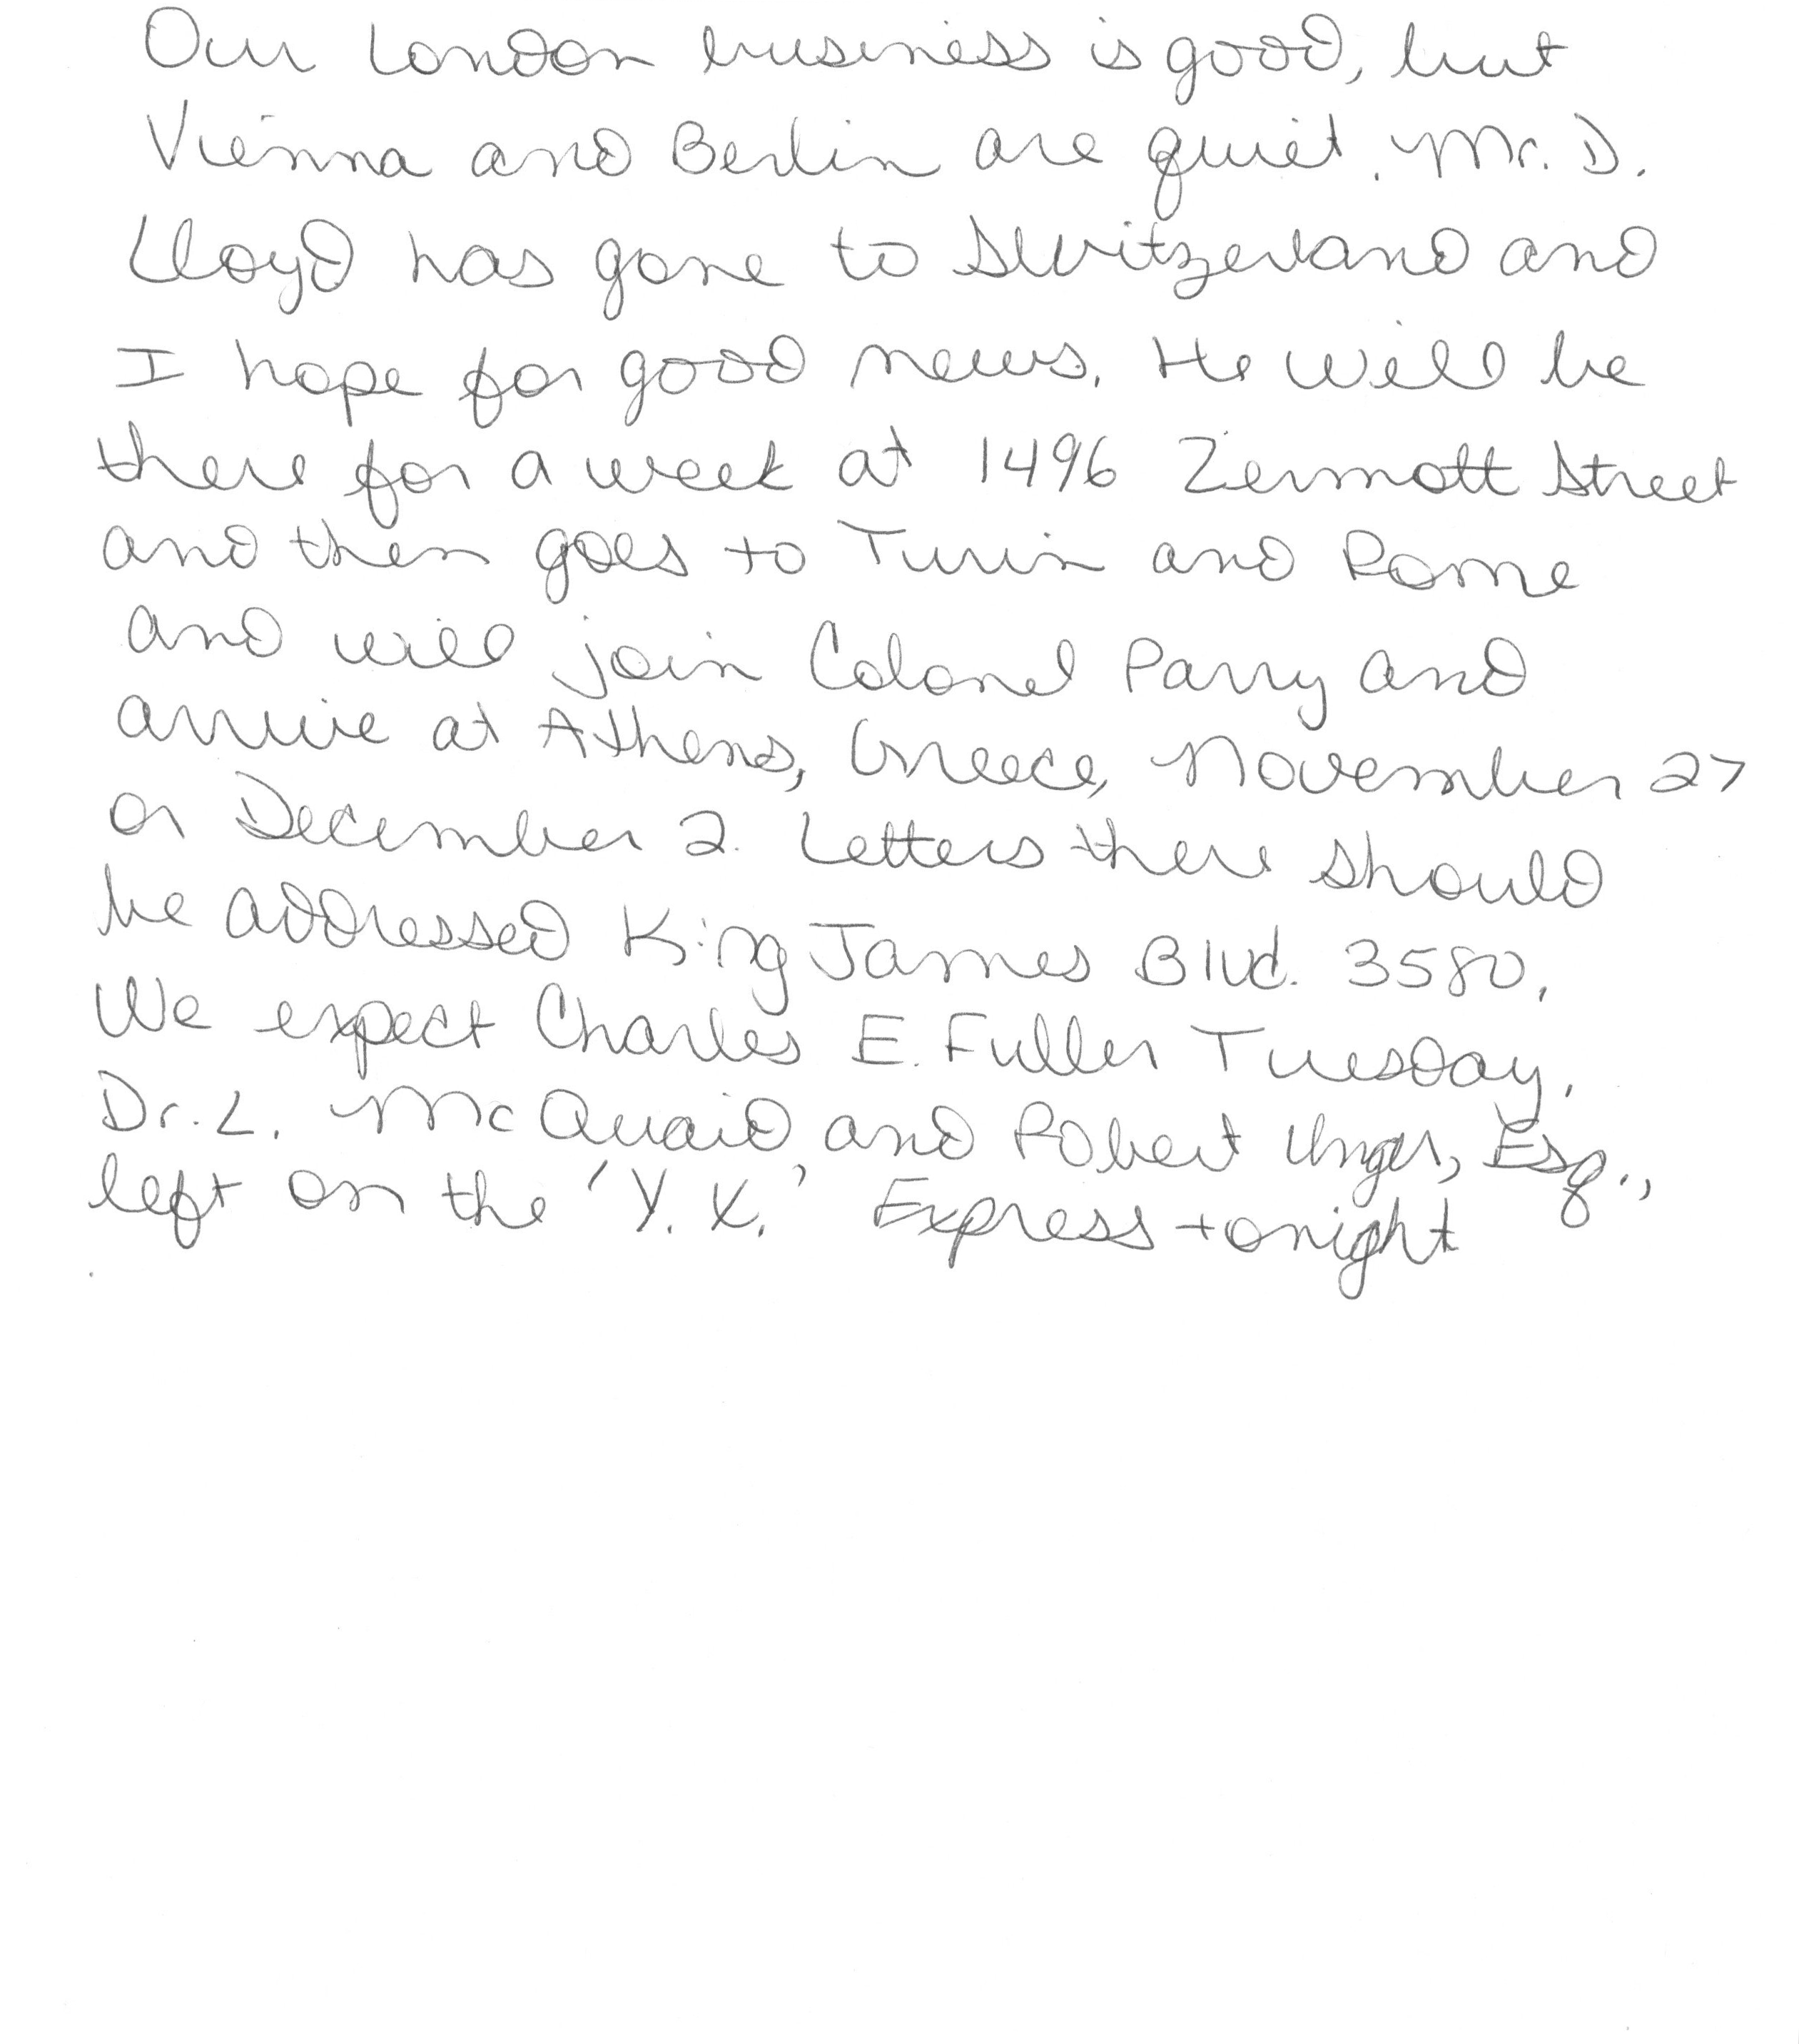 Our London business is good, but
Vienna and Berlin are quiet. Mr. D.
Lloyd has gone to Switzerland and
I hope for good news. He will be
there for a week at 1496 Zermott Street
and then goes to Turin and Rome
and will join Colonel Parry and
arrive at Athens, Greece, November 27
or December 2. Letters there should
be addressed King James Blvd. 3580.
We expect Charles E. Fuller Tuesday.
Dr. L. McQuaid and Robert Unger, Esq.,
left on the 'Y. X.' Express tonight